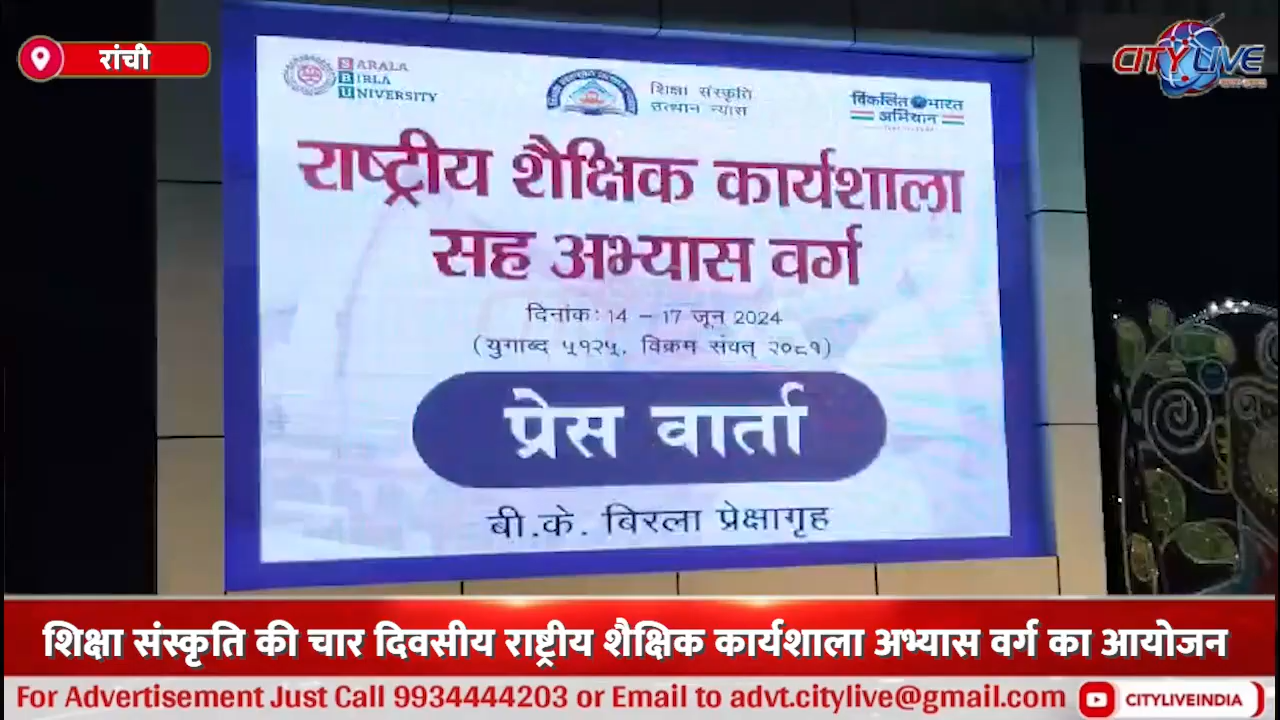 रांची
CITY LIVE
SARALA
BIRLA
UNIVERSITY
शिक्षा संस्कृति
उत्थान न्यास
विकसित भारत
अभियान
राष्ट्रीय शैक्षिक कार्यशाला
सह अभ्यास वर्ग
दिनांक: 14 - 17 जून 2024
(युगाब्द ५१२५, विक्रम संवत् २०८१)
प्रेस वार्ता
बी.के. बिरला प्रेक्षागृह
शिक्षा संस्कृति की चार दिवसीय राष्ट्रीय शैक्षिक कार्यशाला अभ्यास वर्ग का आयोजन
For Advertisement Just Call 9934444203 or Email to advt.citylive@gmail.com
CITYLIVEINDIA